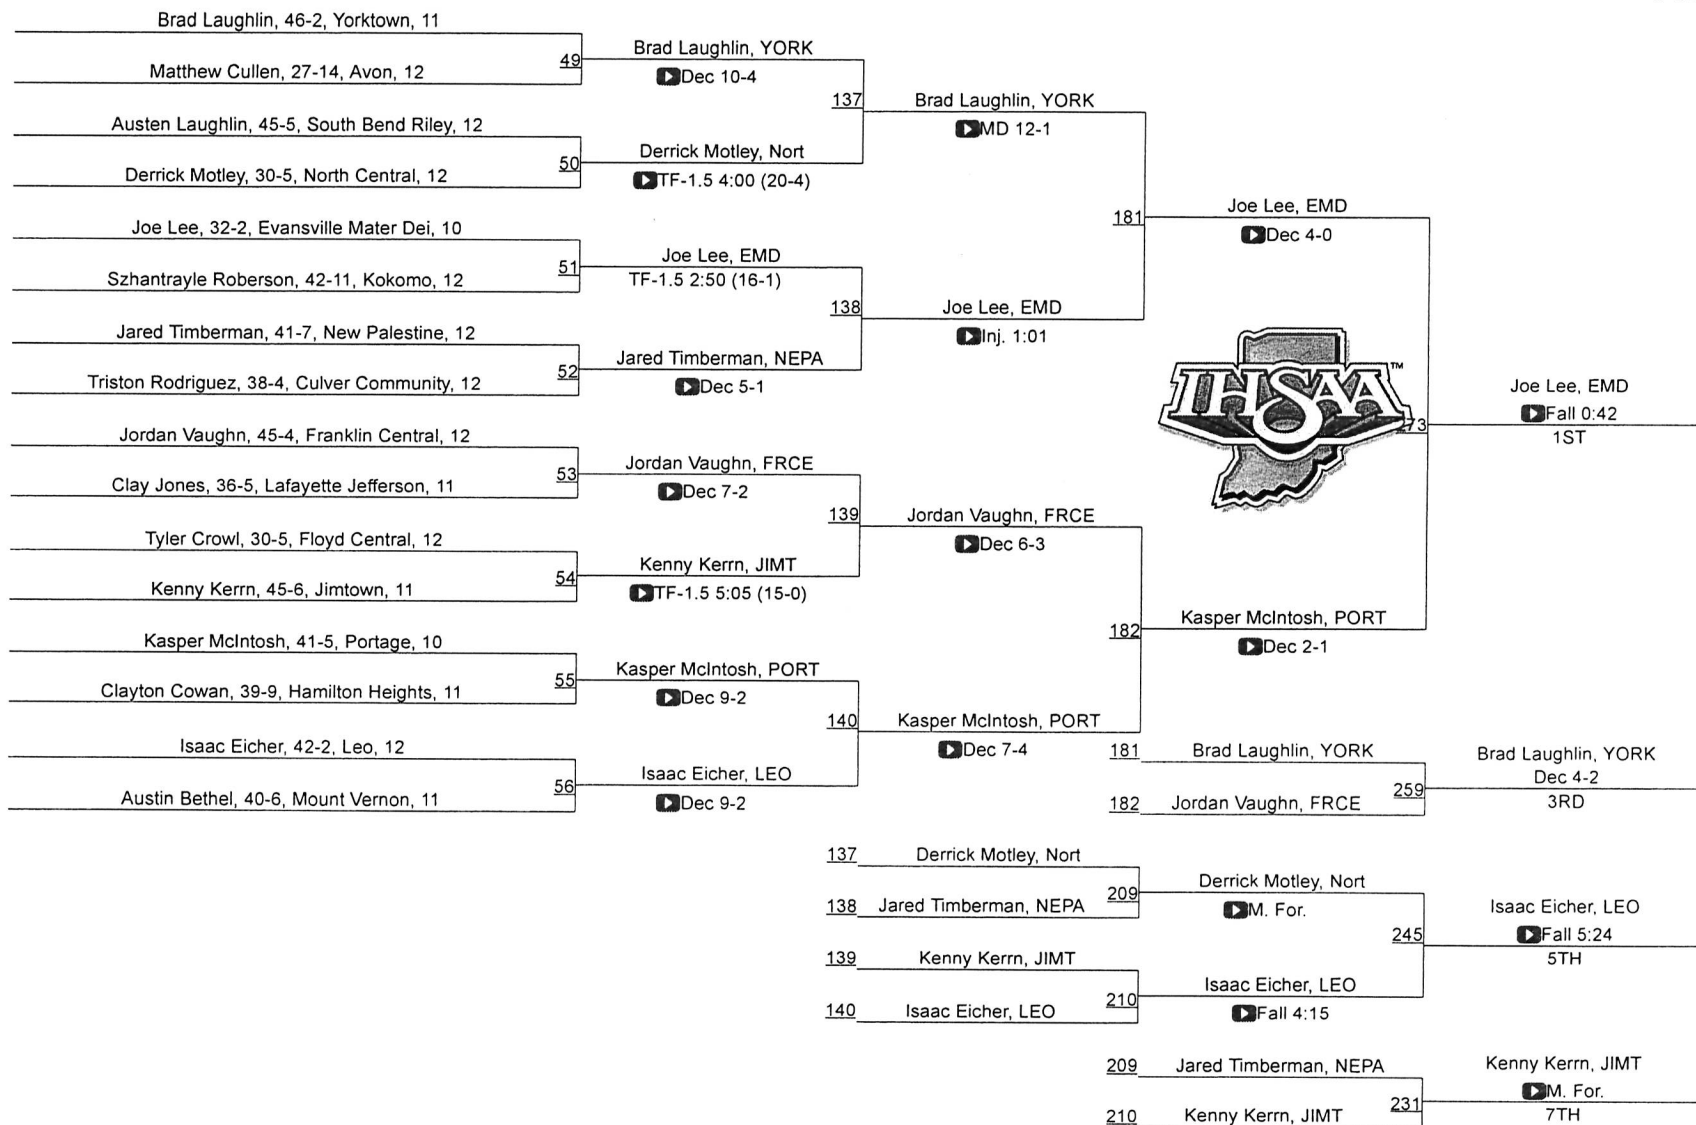 Brad Laughlin, 46-2, Yorktown, 11
49
Matthew Cullen, 27-14, Avon, 12
Brad Laughlin, YORK
Dec 10-4
137
Austen Laughlin, 45-5, South Bend Riley, 12
50
Derrick Motley, 30-5, North Central, 12
Derrick Motley, Nort
TF-1.5 4:00 (20-4)
Brad Laughlin, YORK
MD 12-1
181
Joe Lee, 32-2, Evansville Mater Dei, 10
51
Szhantrayle Roberson, 42-11, Kokomo, 12
Joe Lee, EMD
TF-1.5 2:50 (16-1)
138
Jared Timberman, 41-7, New Palestine, 12
52
Triston Rodriguez, 38-4, Culver Community, 12
Jared Timberman, NEPA
Dec 5-1
Joe Lee, EMD
Inj. 1:01
Joe Lee, EMD
Dec 4-0
IHSAA™
273
Joe Lee, EMD
Fall 0:42
1ST
Jordan Vaughn, 45-4, Franklin Central, 12
53
Clay Jones, 36-5, Lafayette Jefferson, 11
Jordan Vaughn, FRCE
Dec 7-2
139
Tyler Crowl, 30-5, Floyd Central, 12
54
Kenny Kerrn, 45-6, Jimtown, 11
Kenny Kerrn, JIMT
TF-1.5 5:05 (15-0)
Jordan Vaughn, FRCE
Dec 6-3
182
Kasper McIntosh, 41-5, Portage, 10
55
Clayton Cowan, 39-9, Hamilton Heights, 11
Kasper McIntosh, PORT
Dec 9-2
140
Isaac Eicher, 42-2, Leo, 12
56
Austin Bethel, 40-6, Mount Vernon, 11
Isaac Eicher, LEO
Dec 9-2
Kasper McIntosh, PORT
Dec 7-4
Kasper McIntosh, PORT
Dec 2-1
181 Brad Laughlin, YORK
259
182 Jordan Vaughn, FRCE
Brad Laughlin, YORK
Dec 4-2
3RD
137 Derrick Motley, Nort
209
138 Jared Timberman, NEPA
Derrick Motley, Nort
M. For.
245
139 Kenny Kerrn, JIMT
210
140 Isaac Eicher, LEO
Isaac Eicher, LEO
Fall 4:15
Isaac Eicher, LEO
Fall 5:24
5TH
209 Jared Timberman, NEPA
231
210 Kenny Kerrn, JIMT
Kenny Kerrn, JIMT
M. For.
7TH